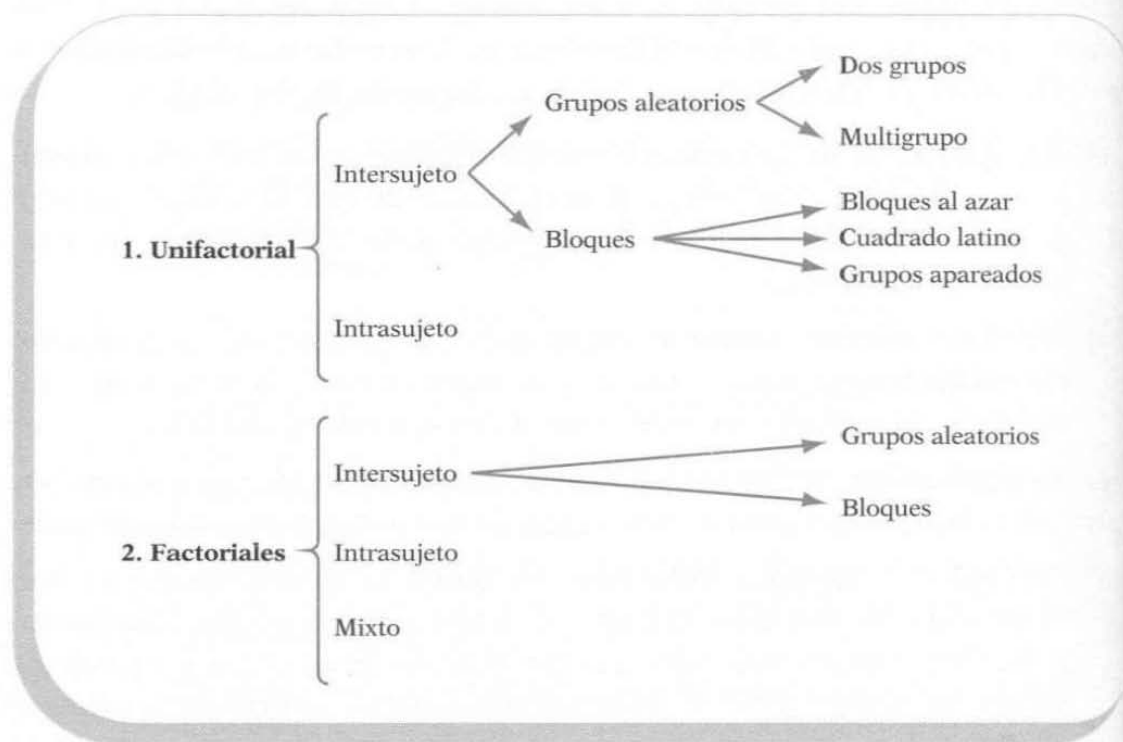 1. Unifactorial
Intersujeto
Grupos aleatorios
Dos grupos
Multigrupo
Bloques
Bloques al azar
Cuadrado latino
Grupos apareados
Intrasujeto
2. Factoriales
Intersujeto
Grupos aleatorios
Bloques
Intrasujeto
Mixto